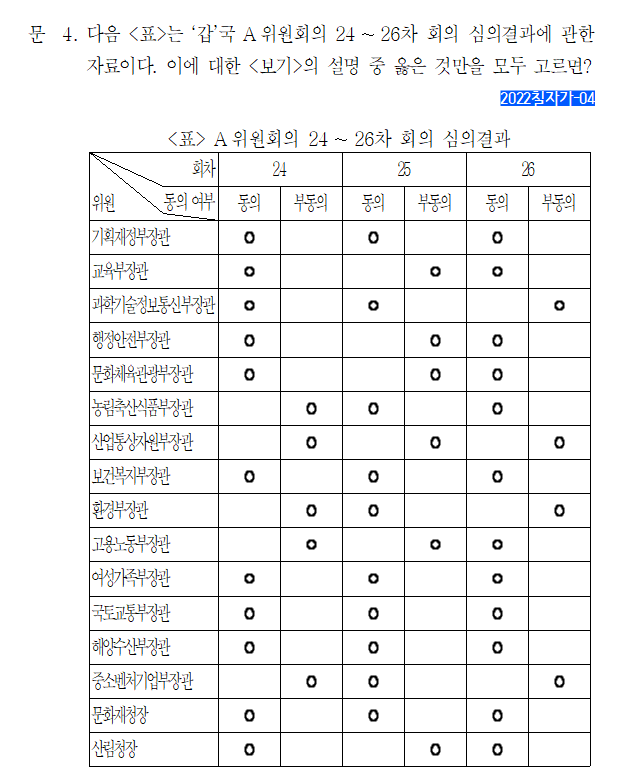 문 4. 다음 <표>는 ‘갑’국 A위원회의 24 ~ 26차 회의 심의결과에 관한
자료이다. 이에 대한 <보기>의 설명 중 옳은 것만을 모두 고르면?
2022칠자가-04
<표> A위원회의 24 ~ 26차 회의 심의결과
회차 24 25 26
위원 동의 여부 동의 부동의 동의 부동의 동의 부동의
기획재정부장관 O O O
교육부장관 O O O
과학기술정보통신부장관 O O O
행정안전부장관 O O O
문화체육관광부장관 O O O
농림축산식품부장관 O O O
산업통상자원부장관 O O O
보건복지부장관 O O O
환경부장관 O O O
고용노동부장관 O O O
여성가족부장관 O O O
국토교통부장관 O O O
해양수산부장관 O O O
중소벤처기업부장관 O O O
문화재청장 O O O
산림청장 O O O